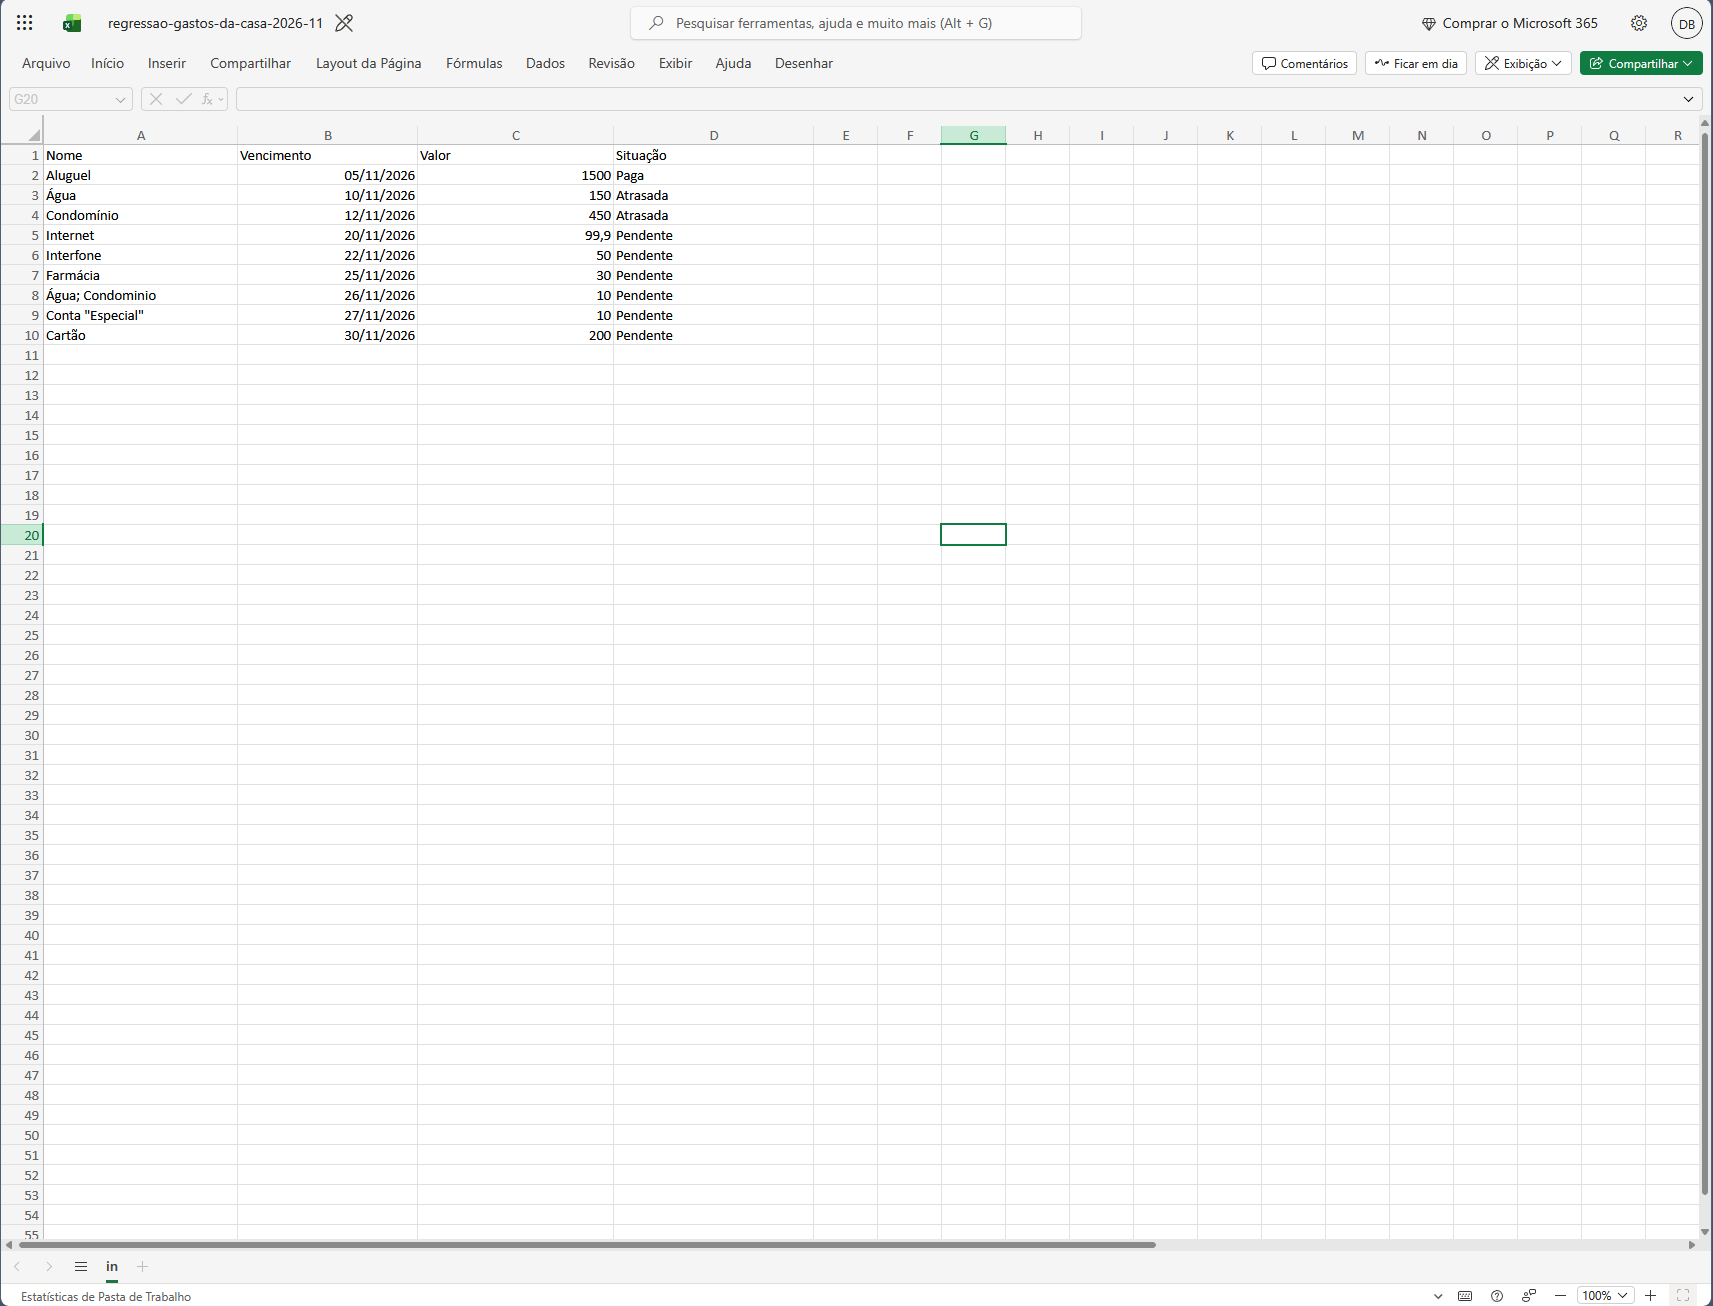 regressao-gastos-da-casa-2026-11
Pesquisar ferramentas, ajuda e muito mais (Alt + G)
Comprar o Microsoft 365
DB
Arquivo Início Inserir Compartilhar Layout da Página Fórmulas Dados Revisão Exibir Ajuda Desenhar
Comentários Ficar em dia Exibição Compartilhar
G20 fx
A B C D E F G H I J K L M N O P Q R
1 Nome Vencimento Valor Situação
2 Aluguel 05/11/2026 1500 Paga
3 Água 10/11/2026 150 Atrasada
4 Condomínio 12/11/2026 450 Atrasada
5 Internet 20/11/2026 99,9 Pendente
6 Interfone 22/11/2026 50 Pendente
7 Farmácia 25/11/2026 30 Pendente
8 Água; Condominio 26/11/2026 10 Pendente
9 Conta "Especial" 27/11/2026 10 Pendente
10 Cartão 30/11/2026 200 Pendente
11
12
13
14
15
16
17
18
19
20
21
22
23
24
25
26
27
28
29
30
31
32
33
34
35
36
37
38
39
40
41
42
43
44
45
46
47
48
49
50
51
52
53
54
55
in
Estatísticas de Pasta de Trabalho
100%